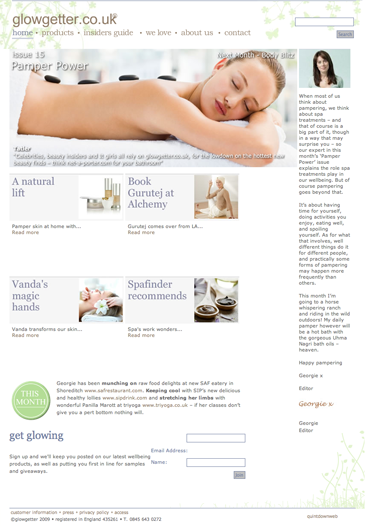 glowgetter.co.uk
home • products • insiders guide • we love • about us • contact
Search
Issue 15
Pamper Power
Next Month - Body Blitz
Tatler
"Celebrities, beauty insiders and it girls all rely on glowgetter.co.uk, for the lowdown on the hottest new
beauty finds – think net-a-porter.com for your bathroom"
A natural
lift
Pamper skin at home with...
Read more
Book
Gurutej at
Alchemy
Gurutej comes over from LA...
Read more
Vanda's
magic
hands
Vanda transforms our skin...
Read more
Spafinder
recommends
Spa's work wonders...
Read more
THIS
MONTH
Georgie has been munching on raw food delights at new SAF eatery in
Shoreditch www.safrestaurant.com. Keeping cool with SIP's new delicious
and healthy lollies www.sipdrink.com and stretching her limbs with
wonderful Panilla Marott at triyoga www.triyoga.co.uk – if her classes don't
give you a pert bottom nothing will.
get glowing
Sign up and we'll keep you posted on our latest wellbeing
products, as well as putting you first in line for samples
and giveaways.
Email Address:
Name:
Join
When most of us
think about
pampering, we think
about spa
treatments – and
that of course is a
big part of it, though
in a way that may
surprise you – so
our expert in this
month's 'Pamper
Power' issue
explains the role spa
treatments play in
our wellbeing. But of
course pampering
goes beyond that.
It's about having
time for yourself,
doing activities you
enjoy, eating well,
and spoiling
yourself. As for what
that involves, well
different things do it
for different people,
and practically some
forms of pampering
may happen more
frequently than
others.
This month I'm
going to a horse
whispering ranch
and riding in the wild
outdoors! My daily
pamper however will
be a hot bath with
the gorgeous Uhma
Nagri bath oils –
heaven.
Happy pampering
Georgie x
Editor
Georgie x
Georgie
Editor
customer information • press • privacy policy • access
©glowgetter 2009 • registered in England 435261 • T. 0845 643 0272